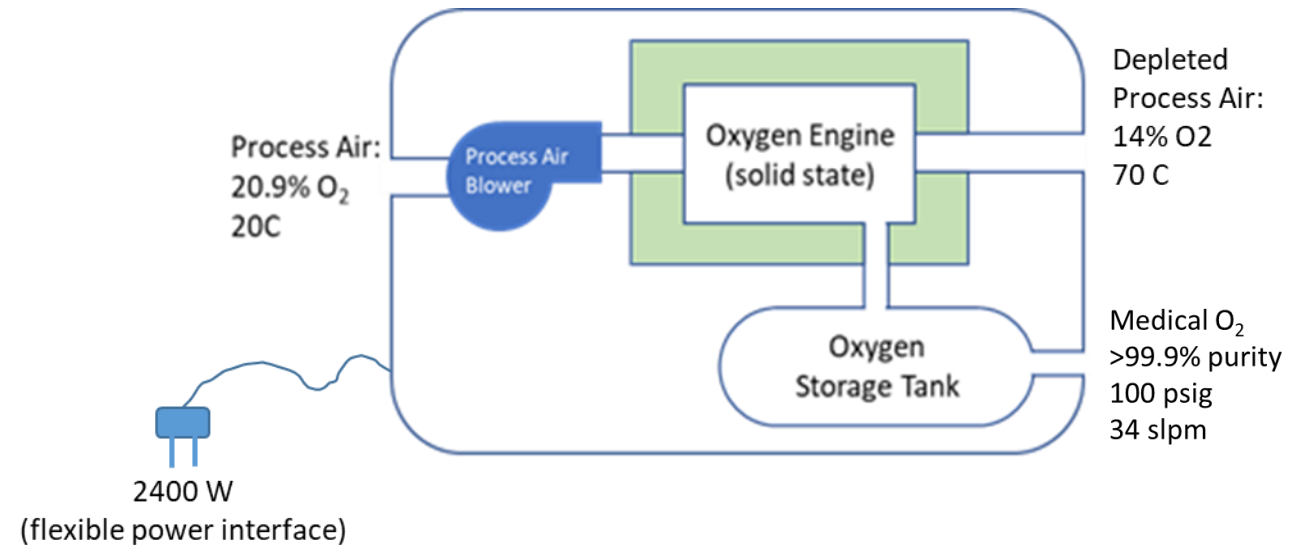 Process Air:
20.9% O₂
20C
Process Air
Blower
Oxygen Engine
(solid state)
Depleted
Process Air:
14% O2
70 C
Oxygen
Storage Tank
Medical O₂
>99.9% purity
100 psig
34 slpm
2400 W
(flexible power interface)